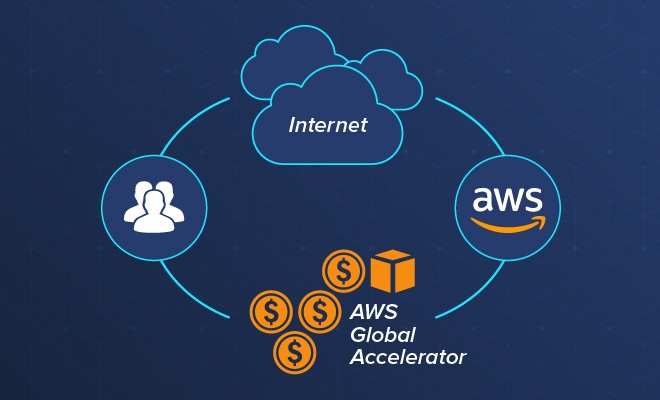 Internet
aws
$
$
$
$
AWS
Global
Accelerator